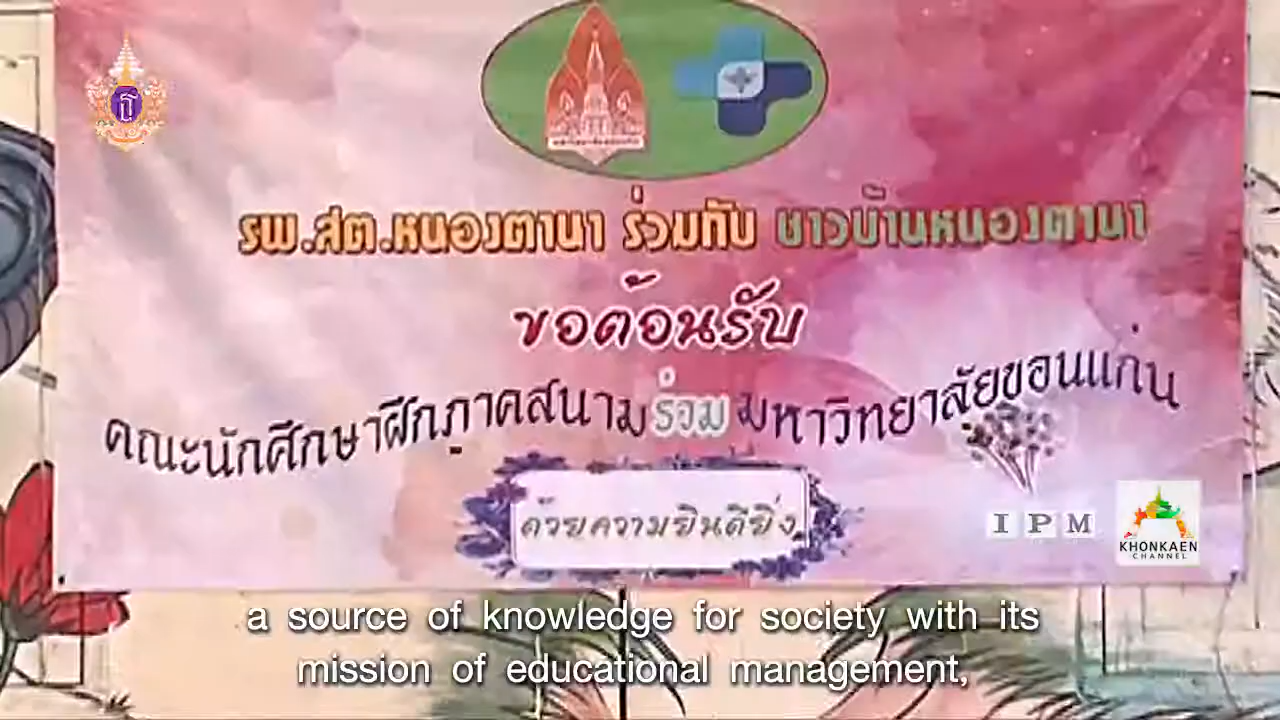 รพ.สต.หนองตานา ร่วมกับ ชาวบ้านหนองตานา
ขอต้อนรับ
คณะนักศึกษาฝึกภาคสนามร่วมมหาวิทยาลัยขอนแก่น
ด้วยความยินดียิ่ง
IPM
KHONKAEN
CHANNEL
a source of knowledge for society with its
mission of educational management,